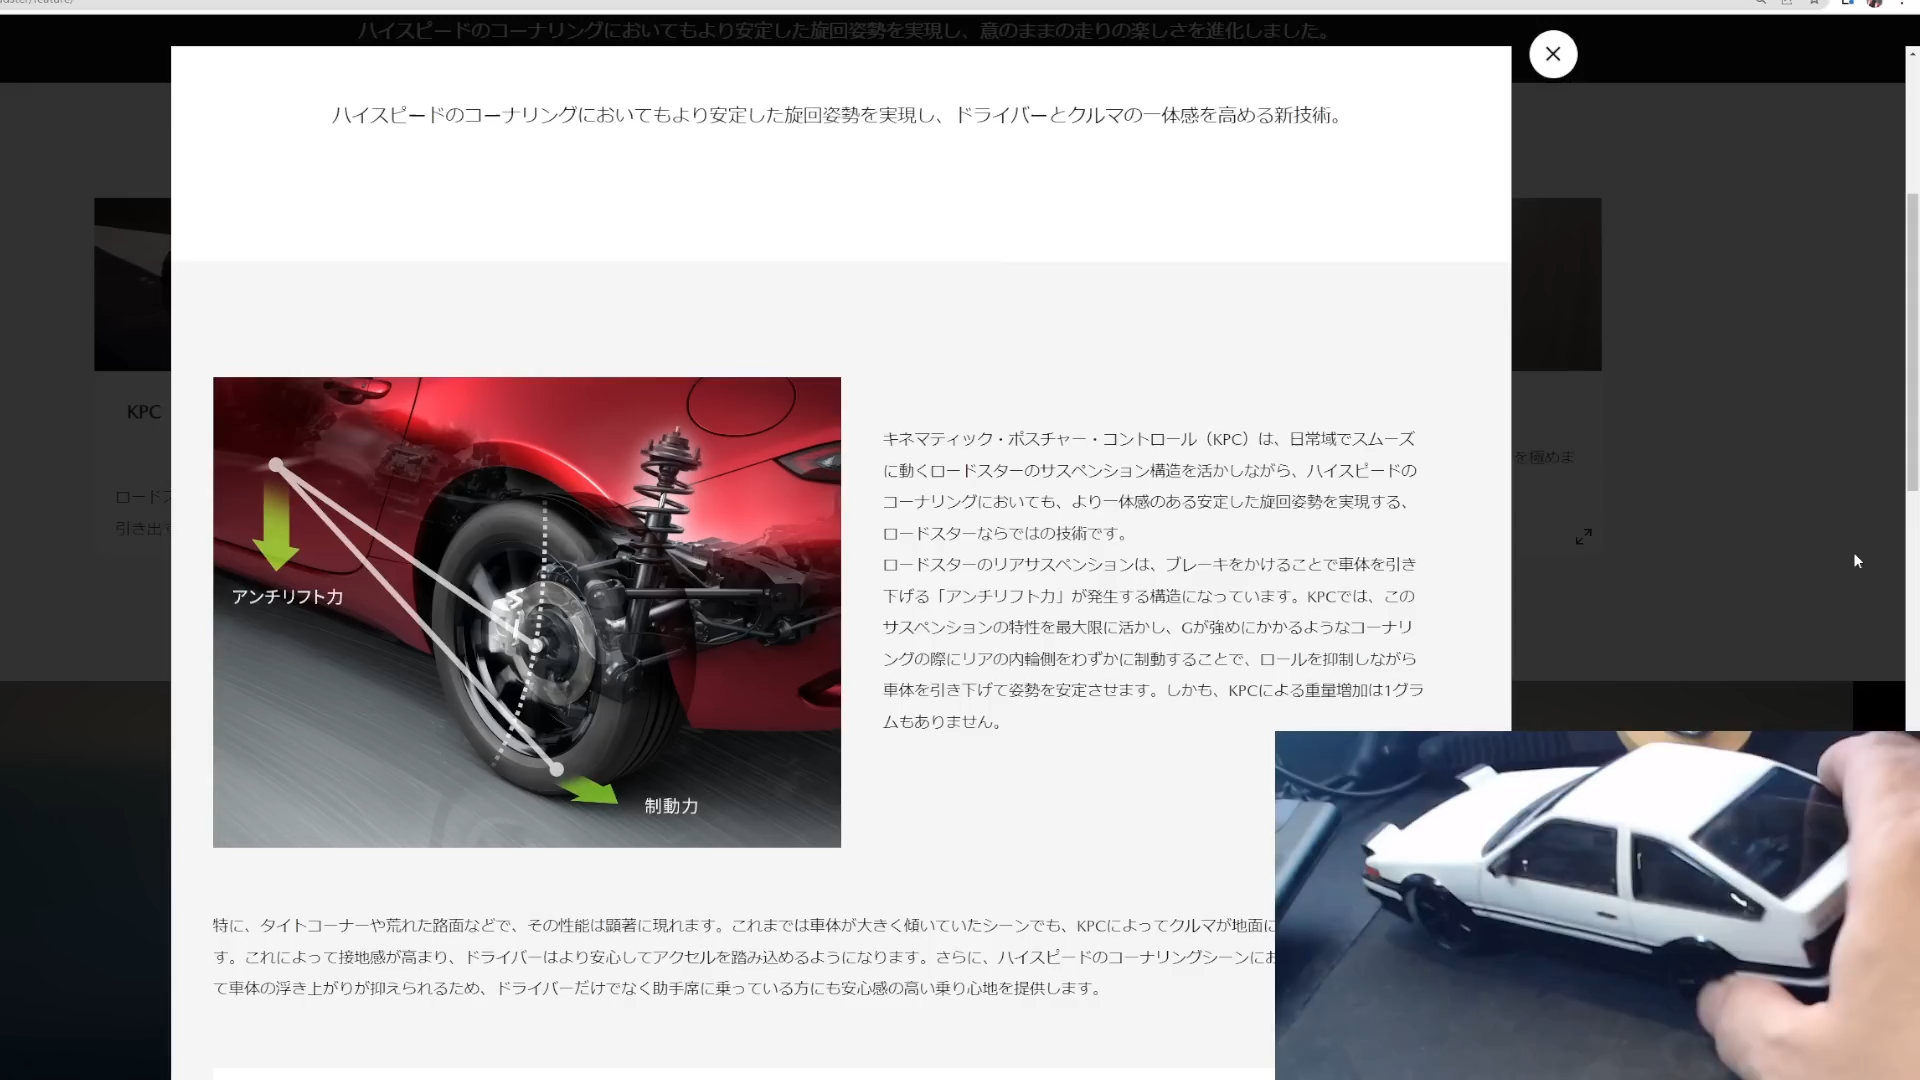 ハイスピードのコーナリングにおいてもより安定した旋回姿勢を実現し、意のままの走りの楽しさを進化しました。
ハイスピードのコーナリングにおいてもより安定した旋回姿勢を実現し、ドライバーとクルマの一体感を高める新技術。
KPC
ロードス
引き出
を極めま
アンチリフト力
制動力
キネマティック・ポスチャー・コントロール（KPC）は、日常域でスムーズ
に動くロードスターのサスペンション構造を活かしながら、ハイスピードの
コーナリングにおいても、より一体感のある安定した旋回姿勢を実現する、
ロードスターならではの技術です。
ロードスターのリアサスペンションは、ブレーキをかけることで車体を引き
下げる「アンチリフト力」が発生する構造になっています。KPCでは、この
サスペンションの特性を最大限に活かし、Gが強めにかかるようなコーナリ
ングの際にリアの内輪側をわずかに制動することで、ロールを抑制しながら
車体を引き下げて姿勢を安定させます。しかも、KPCによる重量増加は1グラ
ムもありません。
特に、タイトコーナーや荒れた路面などで、その性能は顕著に現れます。これまでは車体が大きく傾いていたシーンでも、KPCによってクルマが地面に
す。これによって接地感が高まり、ドライバーはより安心してアクセルを踏み込めるようになります。さらに、ハイスピードのコーナリングシーンにお
て車体の浮き上がりが抑えられるため、ドライバーだけでなく助手席に乗っている方にも安心感の高い乗り心地を提供します。